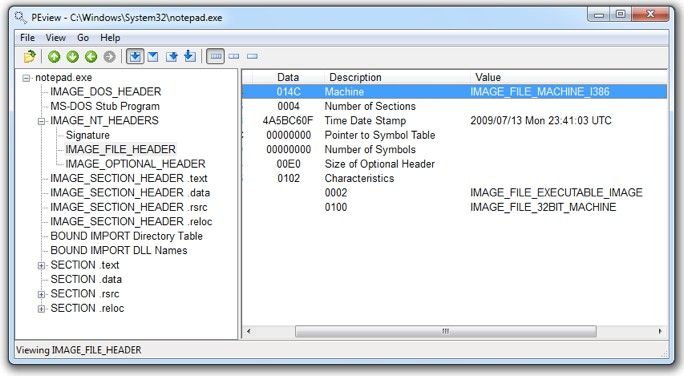 PEview - C:\Windows\System32\notepad.exe
File View Go Help
notepad.exe
IMAGE_DOS_HEADER
MS-DOS Stub Program
IMAGE_NT_HEADERS
Signature
IMAGE_FILE_HEADER
IMAGE_OPTIONAL_HEADER
IMAGE_SECTION_HEADER .text
IMAGE_SECTION_HEADER .data
IMAGE_SECTION_HEADER .rsrc
IMAGE_SECTION_HEADER .reloc
BOUND IMPORT Directory Table
BOUND IMPORT DLL Names
SECTION .text
SECTION .data
SECTION .rsrc
SECTION .reloc
Data Description Value
014C Machine IMAGE_FILE_MACHINE_I386
0004 Number of Sections
4A5BC60F Time Date Stamp 2009/07/13 Mon 23:41:03 UTC
00000000 Pointer to Symbol Table
00000000 Number of Symbols
00E0 Size of Optional Header
0102 Characteristics
0002 IMAGE_FILE_EXECUTABLE_IMAGE
0100 IMAGE_FILE_32BIT_MACHINE
Viewing IMAGE_FILE_HEADER